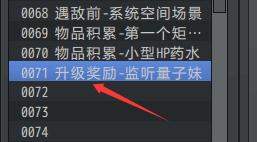 0068 遇敌前-系统空间场景
0069 物品积累-第一个短…
0070 物品积累-小型HP药水
0071 升级奖励-监听量子妹
0072
0073
0074